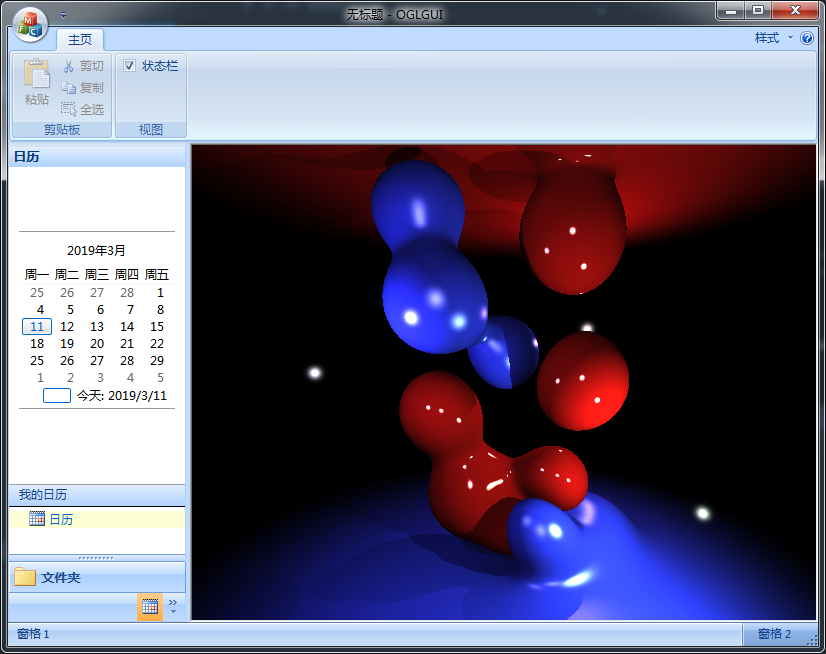 无标题 - OGLGUI
主页
样式
粘贴
剪切
复制
全选
剪贴板
状态栏
视图
日历
2019年3月
周一 周二 周三 周四 周五
25 26 27 28 1
4 5 6 7 8
11 12 13 14 15
18 19 20 21 22
25 26 27 28 29
1 2 3 4 5
今天: 2019/3/11
我的日历
日历
文件夹
窗格 1
窗格 2